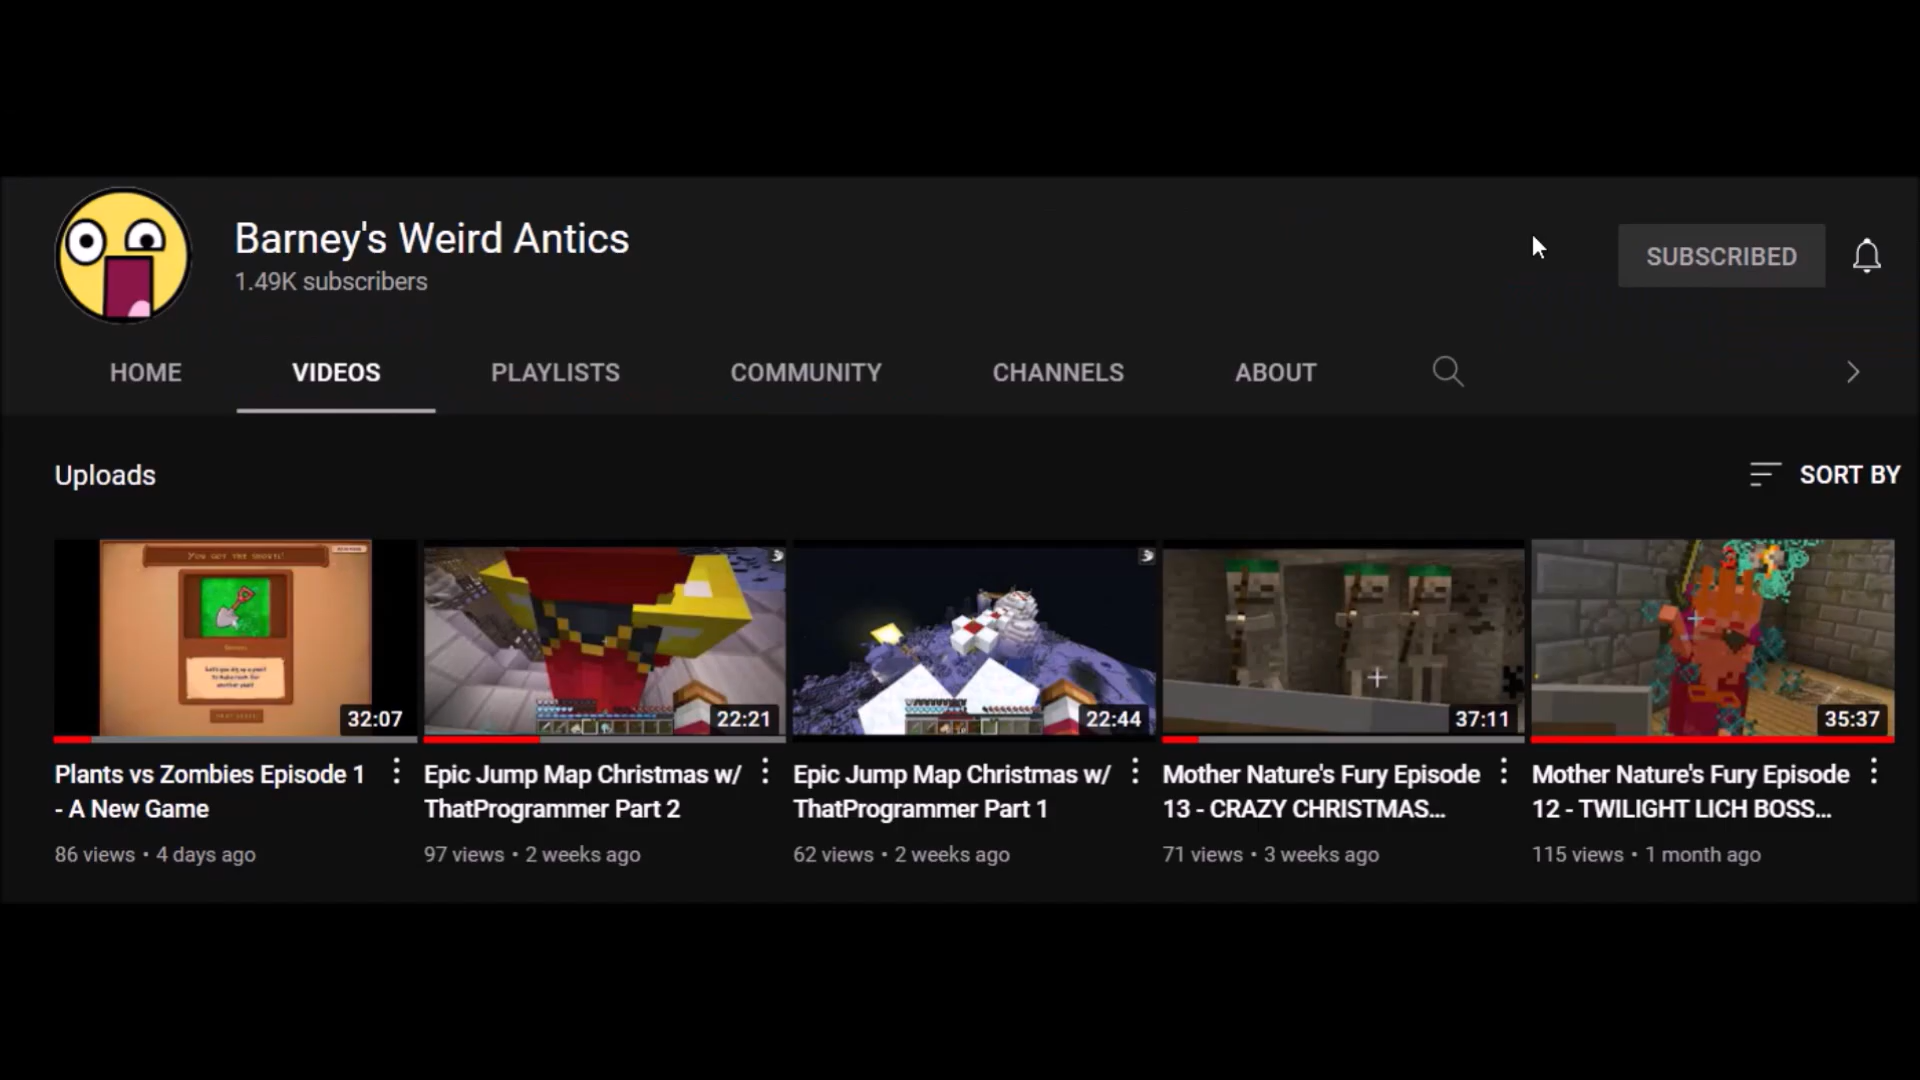 Barney's Weird Antics
1.49K subscribers
SUBSCRIBED
HOME
VIDEOS
PLAYLISTS
COMMUNITY
CHANNELS
ABOUT
Uploads
SORT BY
YOU GOT THE SHOVEL!
32:07
22:21
22:44
37:11
35:37
Plants vs Zombies Episode 1
- A New Game
86 views • 4 days ago
Epic Jump Map Christmas w/
ThatProgrammer Part 2
97 views • 2 weeks ago
Epic Jump Map Christmas w/
ThatProgrammer Part 1
62 views • 2 weeks ago
Mother Nature's Fury Episode
13 - CRAZY CHRISTMAS...
71 views • 3 weeks ago
Mother Nature's Fury Episode
12 - TWILIGHT LICH BOSS...
115 views • 1 month ago